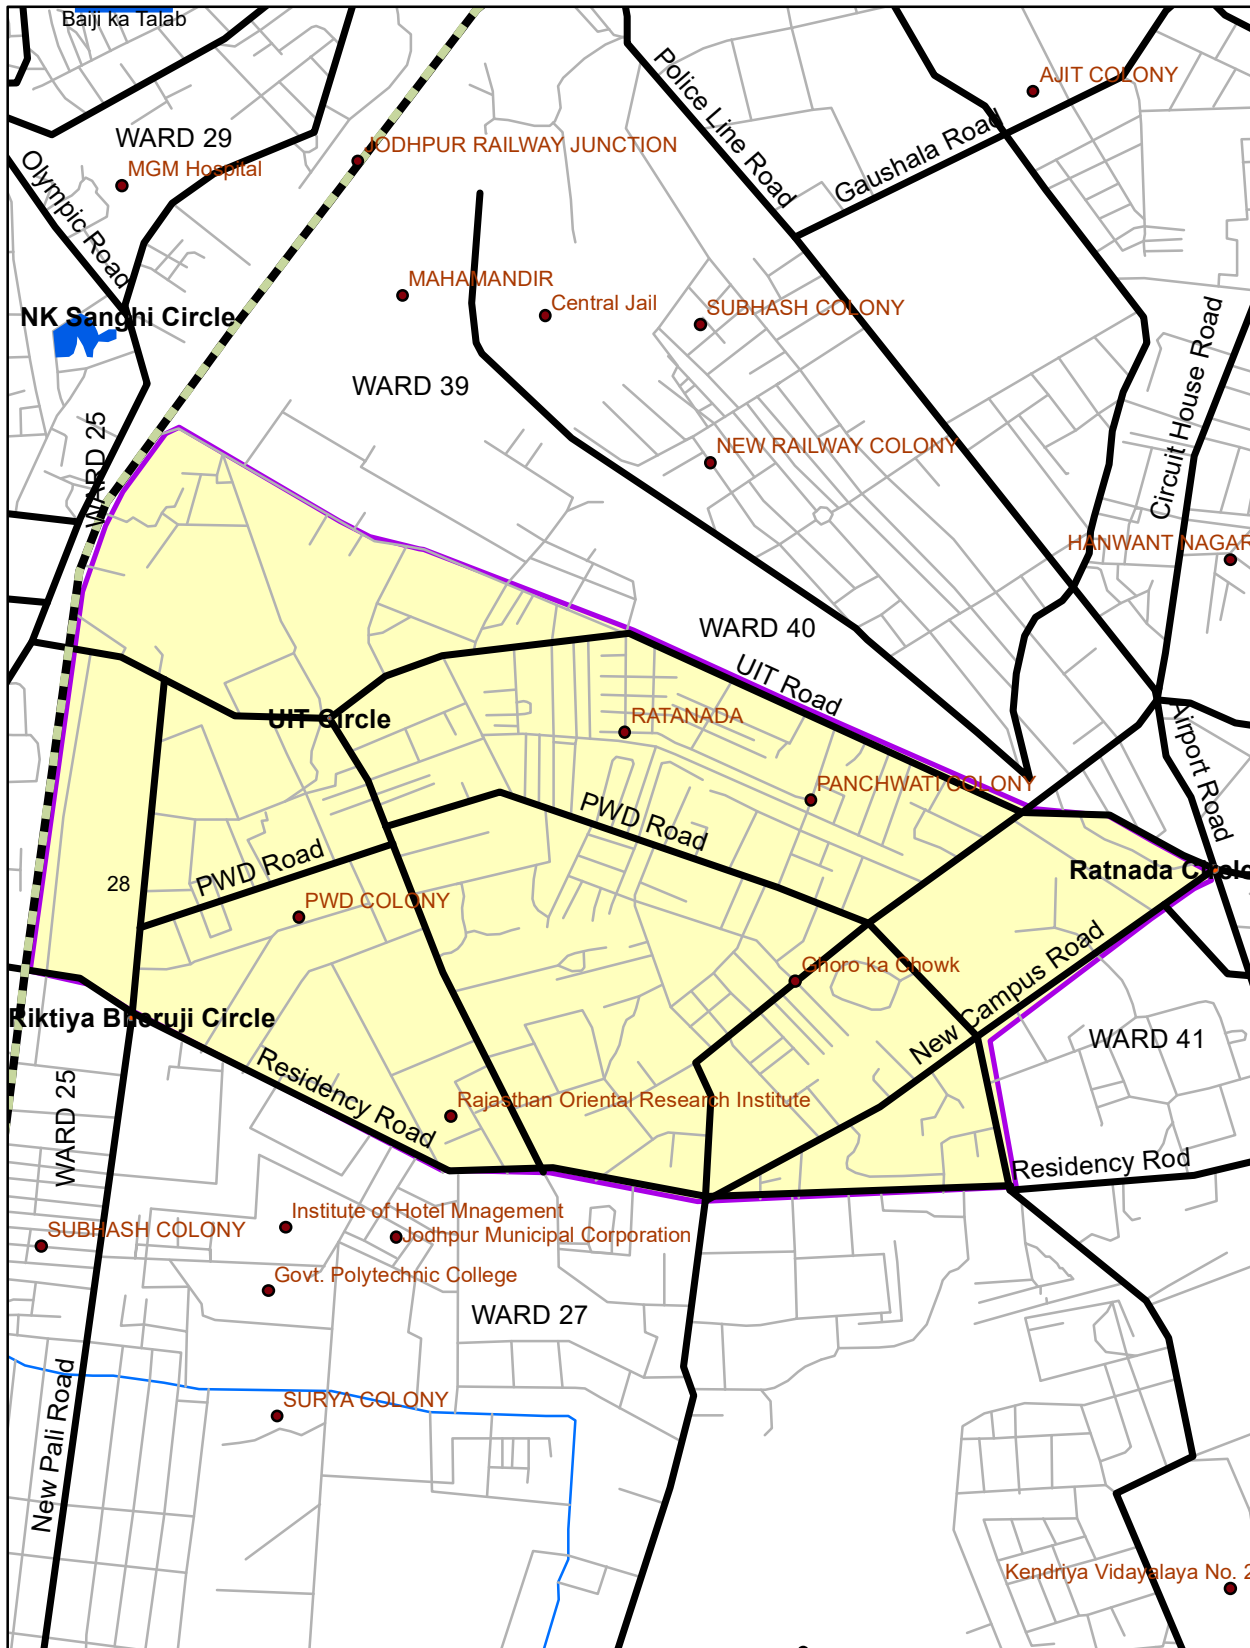 Baiji ka Talab
AJIT COLONY
Police Line Road
WARD 29
JODHPUR RAILWAY JUNCTION
Gaushala Road
MGM Hospital
Olympic Road
MAHAMANDIR
Central Jail
SUBHASH COLONY
NK Sanghi Circle
Circuit House Road
WARD 39
WARD 25
NEW RAILWAY COLONY
HANWANT NAGAR
WARD 40
UIT Road
UIT Circle
RATANADA
Airport Road
PANCHWATI COLONY
PWD Road
PWD Road
Ratnada Circle
28
PWD COLONY
Ghoro ka Chowk
New Campus Road
Riktiya Bheruji Circle
WARD 41
Residency Road
WARD 25
Rajasthan Oriental Research Institute
Residency Rod
Institute of Hotel Mnagement
SUBHASH COLONY
Jodhpur Municipal Corporation
Govt. Polytechnic College
WARD 27
SURYA COLONY
New Pali Road
Kendriya Vidayalaya No. 2